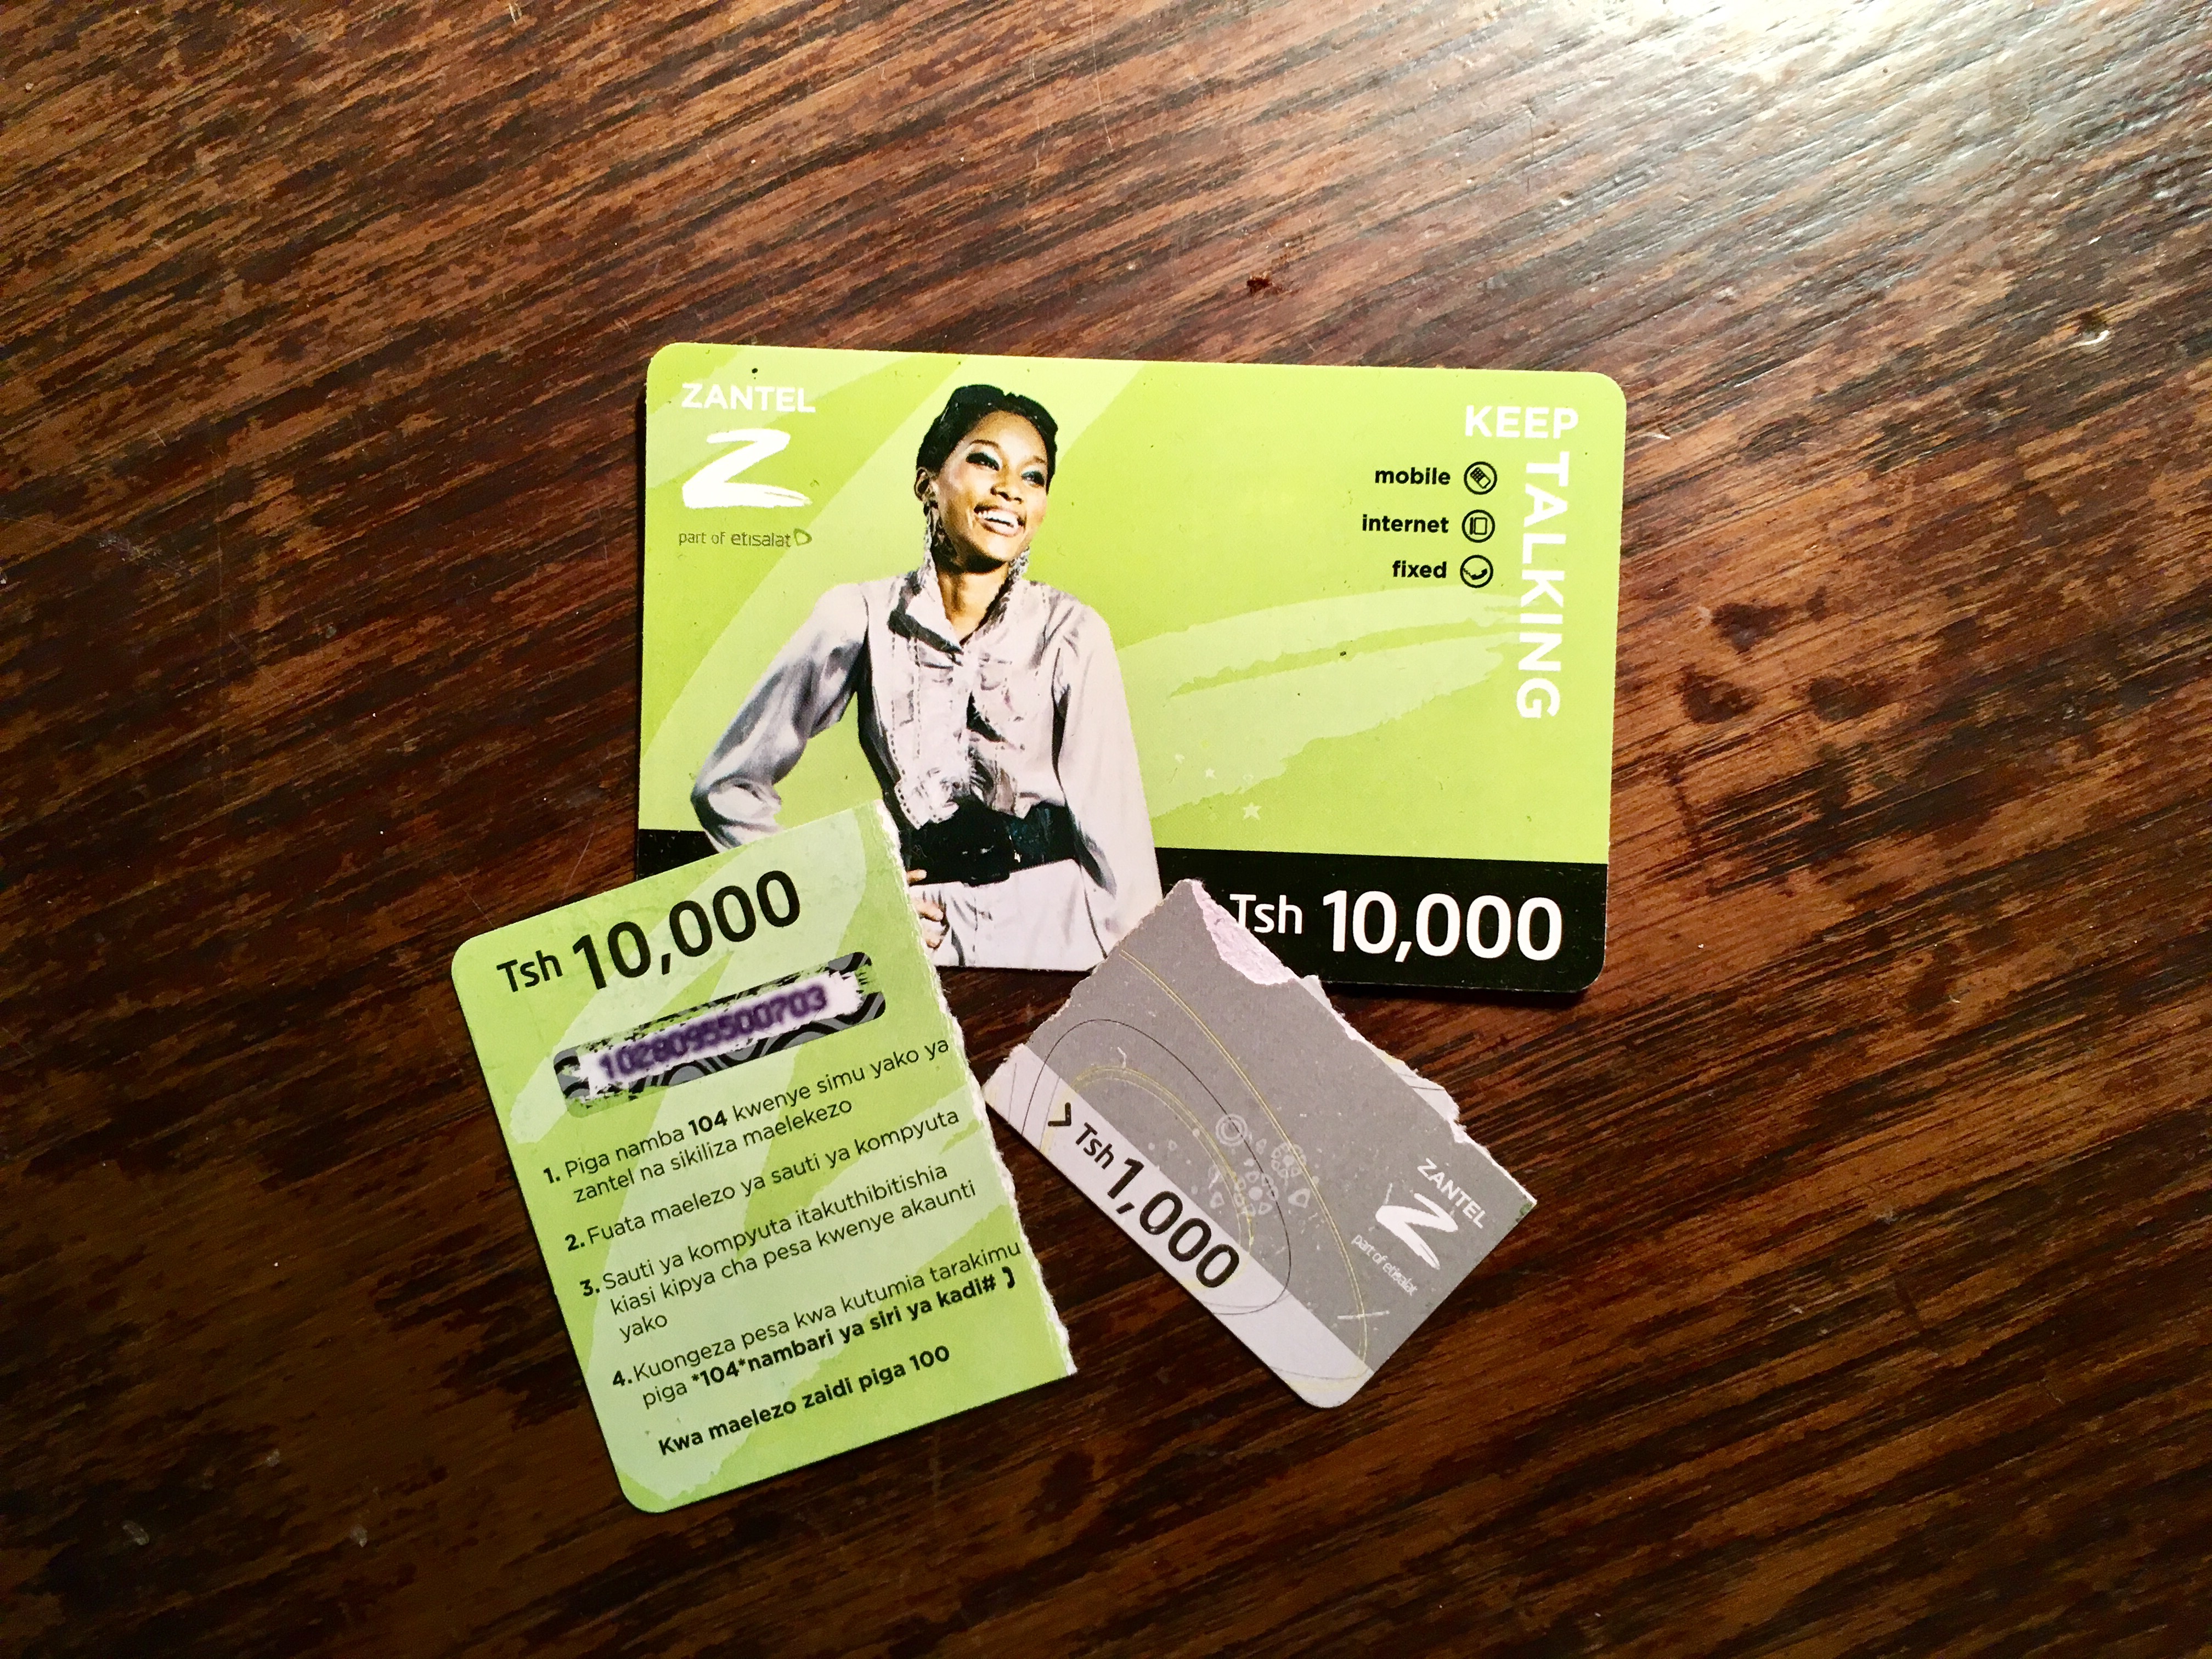 ZANTEL
Z
part of etisalat
KEEP
TALKING
mobile
internet
fixed
Tsh 10,000
Tsh 10,000
1028095500703
1. Piga namba 104 kwenye simu yako ya
zantel na sikiliza maelekezo
2. Fuata maelezo ya sauti ya kompyuta
3. Sauti ya kompyuta itakuthibitishia
kiasi kipya cha pesa kwenye akaunti
yako
4. Kuongeza pesa kwa kutumia tarakimu
piga *104*nambari ya siri ya kadi#
Kwa maelezo zaidi piga 100
Tsh 1,000
ZANTEL
Z
part of etisalat